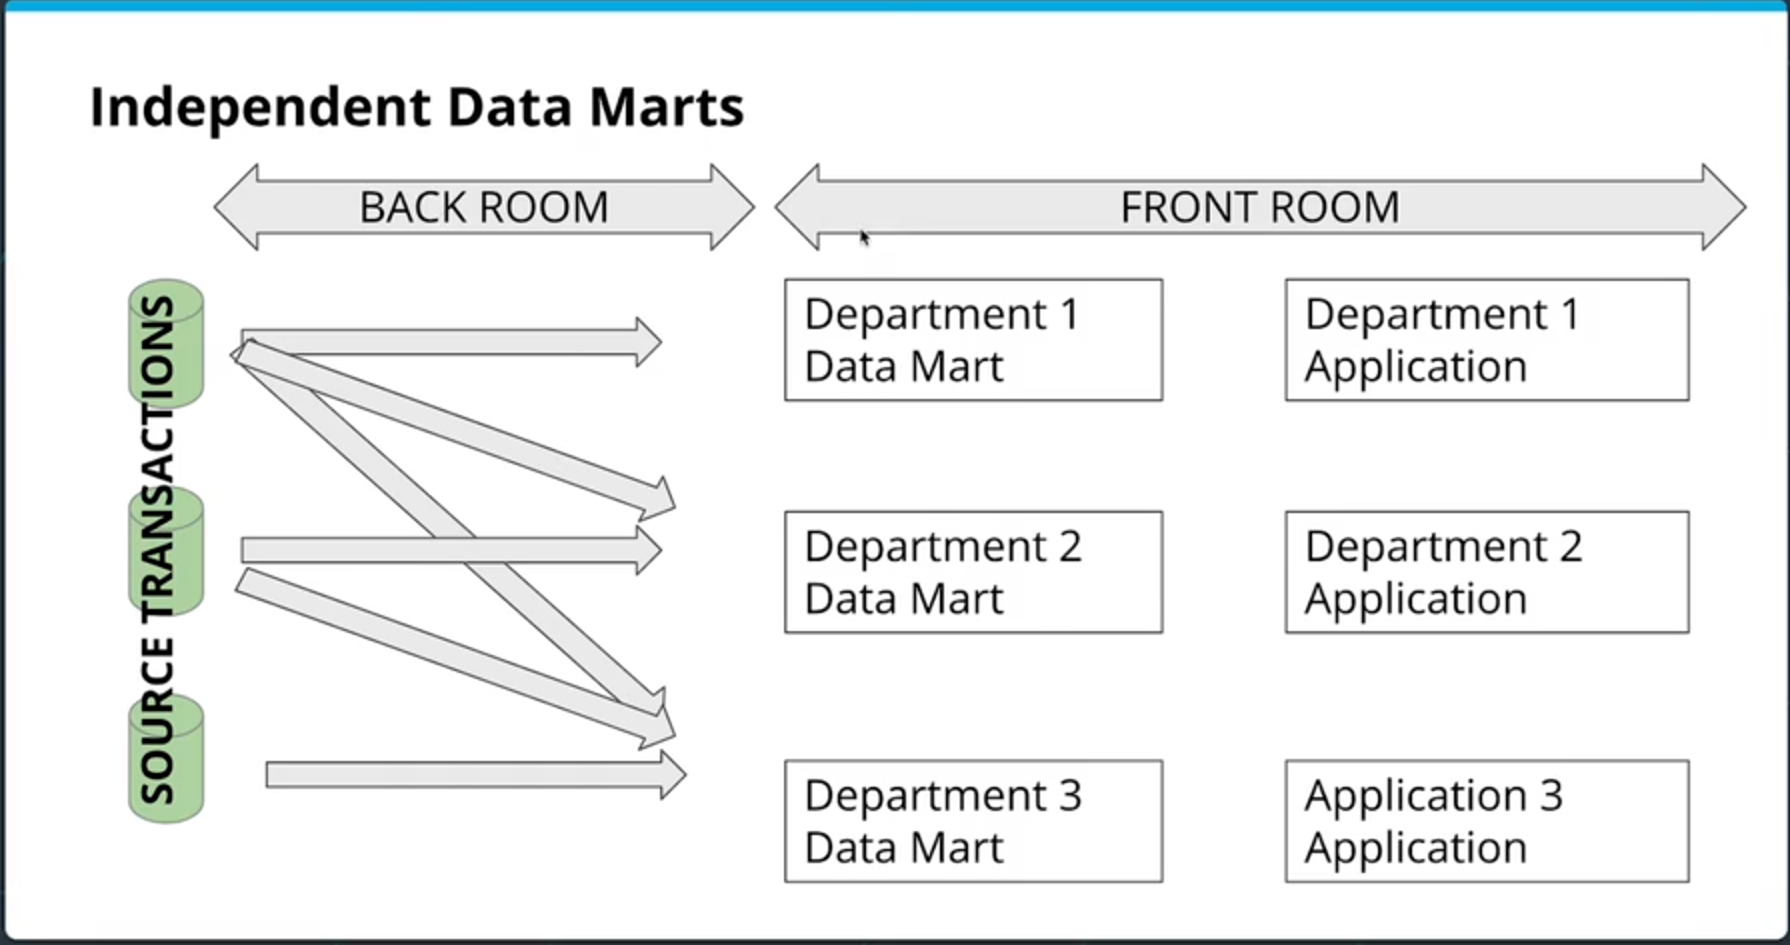 Independent Data Marts
BACK ROOM
FRONT ROOM
SOURCE TRANSACTIONS
Department 1
Data Mart
Department 1
Application
Department 2
Data Mart
Department 2
Application
Department 3
Data Mart
Application 3
Application